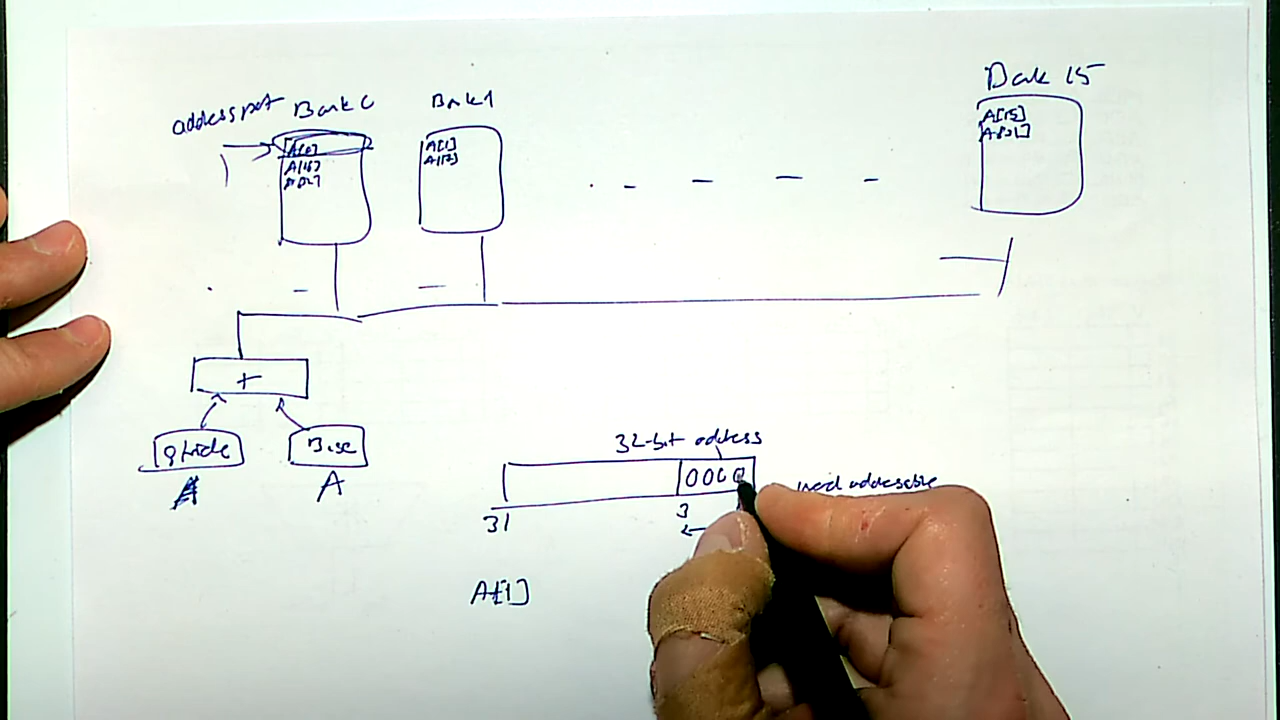 address port
Bank 0
Bnk 1
Bank 15
A[0]
A[16]
A[32]
A[1]
A[17]
A[15]
A[31]
+
Stride
Base
A
A
32-bit address
0000
word addressable
31
3
←
A[1]